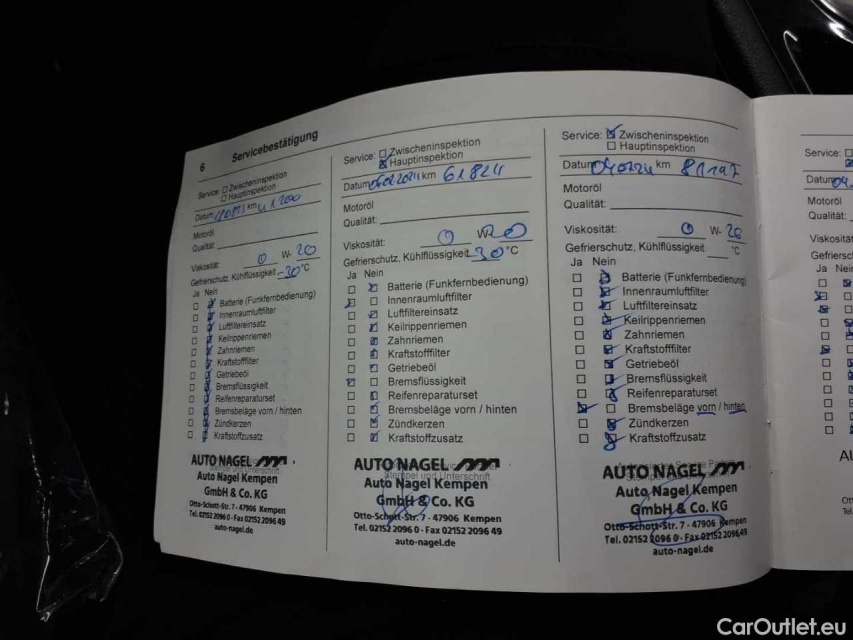 6 Servicebestätigung
Service: Zwischeninspektion
Hauptinspektion
Datum km
Motoröl
Qualität:
Viskosität: 0 W- 20
Gefrierschutz, Kühlflüssigkeit -30 °C
Ja Nein
Batterie (Funkfernbedienung)
Innenraumluftfilter
Luftfiltereinsatz
Keilrippenriemen
Zahnriemen
Kraftstofffilter
Getriebeöl
Bremsflüssigkeit
Reifenreparaturset
Bremsbeläge vorn / hinten
Zündkerzen
Kraftstoffzusatz
AUTO NAGEL
Auto Nagel Kempen
GmbH & Co. KG
Otto-Schott-Str. 7 - 47906 Kempen
Tel. 02152 2096 0 - Fax 02152 2096 49
auto-nagel.de
Service: Zwischeninspektion
Hauptinspektion
Datum km 61824
Motoröl
Qualität:
Viskosität: 0 W 20
Gefrierschutz, Kühlflüssigkeit -30 °C
Ja Nein
Batterie (Funkfernbedienung)
Innenraumluftfilter
Luftfiltereinsatz
Keilrippenriemen
Zahnriemen
Kraftstofffilter
Getriebeöl
Bremsflüssigkeit
Reifenreparaturset
Bremsbeläge vorn / hinten
Zündkerzen
Kraftstoffzusatz
AUTO NAGEL
Stempel und Unterschrift
Auto Nagel Kempen
GmbH & Co. KG
Otto-Schott-Str. 7 - 47906 Kempen
Tel. 02152 2096 0 - Fax 02152 2096 49
auto-nagel.de
Service: Zwischeninspektion
Hauptinspektion
Datum km 81197
Motoröl
Qualität:
Viskosität: 0 W- 20
Gefrierschutz, Kühlflüssigkeit °C
Ja Nein
Batterie (Funkfernbedienung)
Innenraumluftfilter
Luftfiltereinsatz
Keilrippenriemen
Zahnriemen
Kraftstofffilter
Getriebeöl
Bremsflüssigkeit
Reifenreparaturset
Bremsbeläge vorn / hinten
Zündkerzen
Kraftstoffzusatz
AUTO NAGEL
Auto Nagel Kempen
GmbH & Co. KG
Otto-Schott-Str. 7 - 47906 Kempen
Tel. 02152 2096 0 - Fax 02152 2096 49
auto-nagel.de
Service:
Datum
Motoröl
Qualität:
Viskosität
Ja Nein
CarOutlet.eu